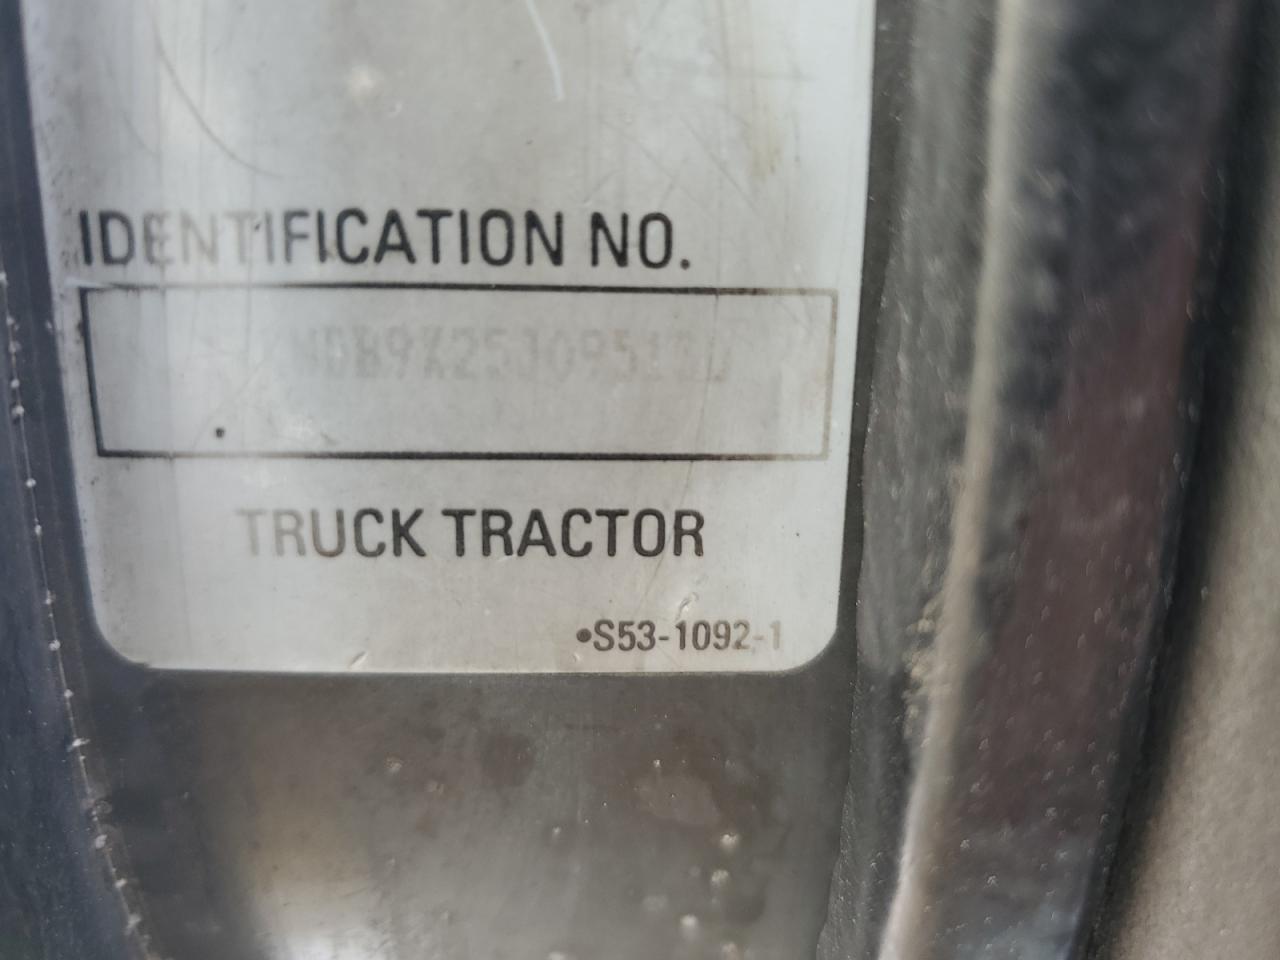 IDENTIFICATION NO.
TRUCK TRACTOR
•S53-1092-1